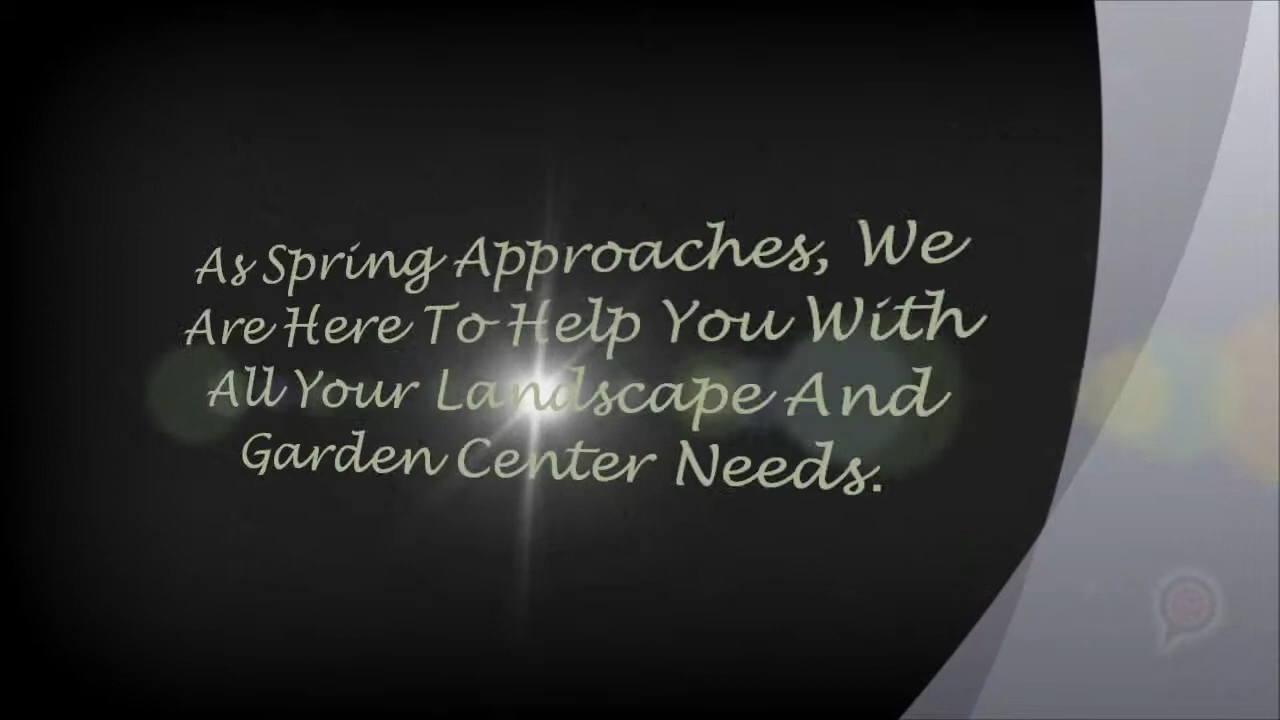 As Spring Approaches, We
Are Here To Help You With
All Your Landscape And
Garden Center Needs.